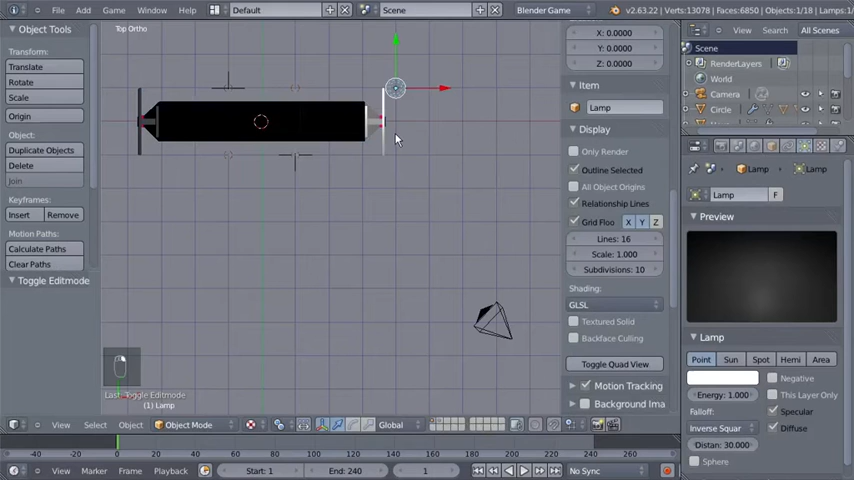 File Add Window Help Default Scene Blender Game v2.63.22 | Verts:13078 | Faces:6850 | Objects:1/18 | Mem:
Object Tools
Transform:
Translate
Rotate
Scale
Origin
Object:
Duplicate Objects
Delete
Join
Keyframes:
Insert Remove
Motion Paths:
Calculate Paths
Clear Paths
Toggle Editmode
Top Ortho
Last: Toggle Editmode
(1) Lamp
View Select Object Object Mode Global
X: 0.0000
Y: 0.0000
Z: 0.0000
Item
Lamp
Display
Only Render
Outline Selected
All Object Origins
Relationship Lines
Grid Floo X Y Z
Lines: 16
Scale: 1.000
Subdivisions: 10
Shading:
GLSL
Textured Solid
Backface Culling
Toggle Quad View
Motion Tracking
Background Ima
View Search All Scenes
Scene
RenderLayers
World
Camera
Circle
Lamp Lamp
Lamp F
Preview
Lamp
Point Sun Spot Hemi Area
Negative
Energy: 1.000 This Layer Only
Falloff: Specular
Inverse Squar Diffuse
Distan: 30.000
Sphere
-40 -20 0 20 40 60 80 100 120 140 160 180 200 220 240 260 280
View Marker Frame Playback Start: 1 End: 240 1 No Sync